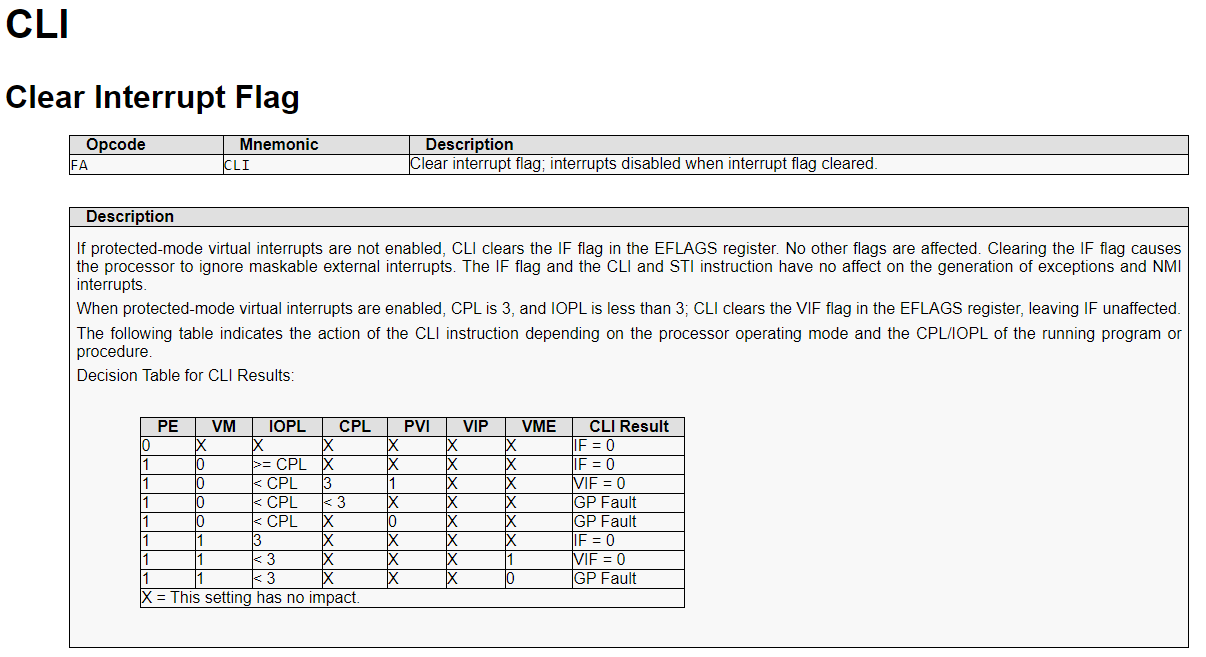 CLI
Clear Interrupt Flag
Opcode Mnemonic Description
FA CLI Clear interrupt flag; interrupts disabled when interrupt flag cleared.
Description
If protected-mode virtual interrupts are not enabled, CLI clears the IF flag in the EFLAGS register. No other flags are affected. Clearing the IF flag causes
the processor to ignore maskable external interrupts. The IF flag and the CLI and STI instruction have no affect on the generation of exceptions and NMI
interrupts.
When protected-mode virtual interrupts are enabled, CPL is 3, and IOPL is less than 3; CLI clears the VIF flag in the EFLAGS register, leaving IF unaffected.
The following table indicates the action of the CLI instruction depending on the processor operating mode and the CPL/IOPL of the running program or
procedure.
Decision Table for CLI Results:
PE VM IOPL CPL PVI VIP VME CLI Result
0 X X X X X X IF = 0
1 0 >= CPL X X X X IF = 0
1 0 < CPL 3 1 X X VIF = 0
1 0 < CPL < 3 X X X GP Fault
1 0 < CPL X 0 X X GP Fault
1 1 3 X X X X IF = 0
1 1 < 3 X X X 1 VIF = 0
1 1 < 3 X X X 0 GP Fault
X = This setting has no impact.